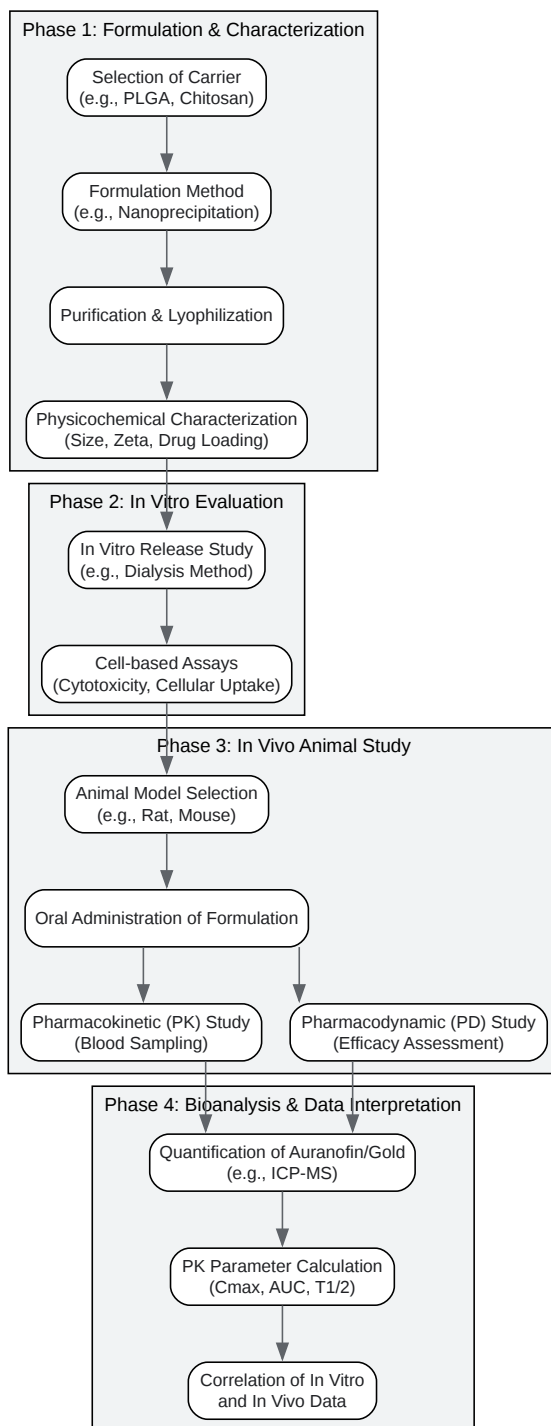 Phase 1: Formulation & Characterization
Selection of Carrier
(e.g., PLGA, Chitosan)
Formulation Method
(e.g., Nanoprecipitation)
Purification & Lyophilization
Physicochemical Characterization
(Size, Zeta, Drug Loading)
Phase 2: In Vitro Evaluation
In Vitro Release Study
(e.g., Dialysis Method)
Cell-based Assays
(Cytotoxicity, Cellular Uptake)
Phase 3: In Vivo Animal Study
Animal Model Selection
(e.g., Rat, Mouse)
Oral Administration of Formulation
Pharmacokinetic (PK) Study
(Blood Sampling)
Pharmacodynamic (PD) Study
(Efficacy Assessment)
Phase 4: Bioanalysis & Data Interpretation
Quantification of Auranofin/Gold
(e.g., ICP-MS)
PK Parameter Calculation
(Cmax, AUC, T1/2)
Correlation of In Vitro
and In Vivo Data